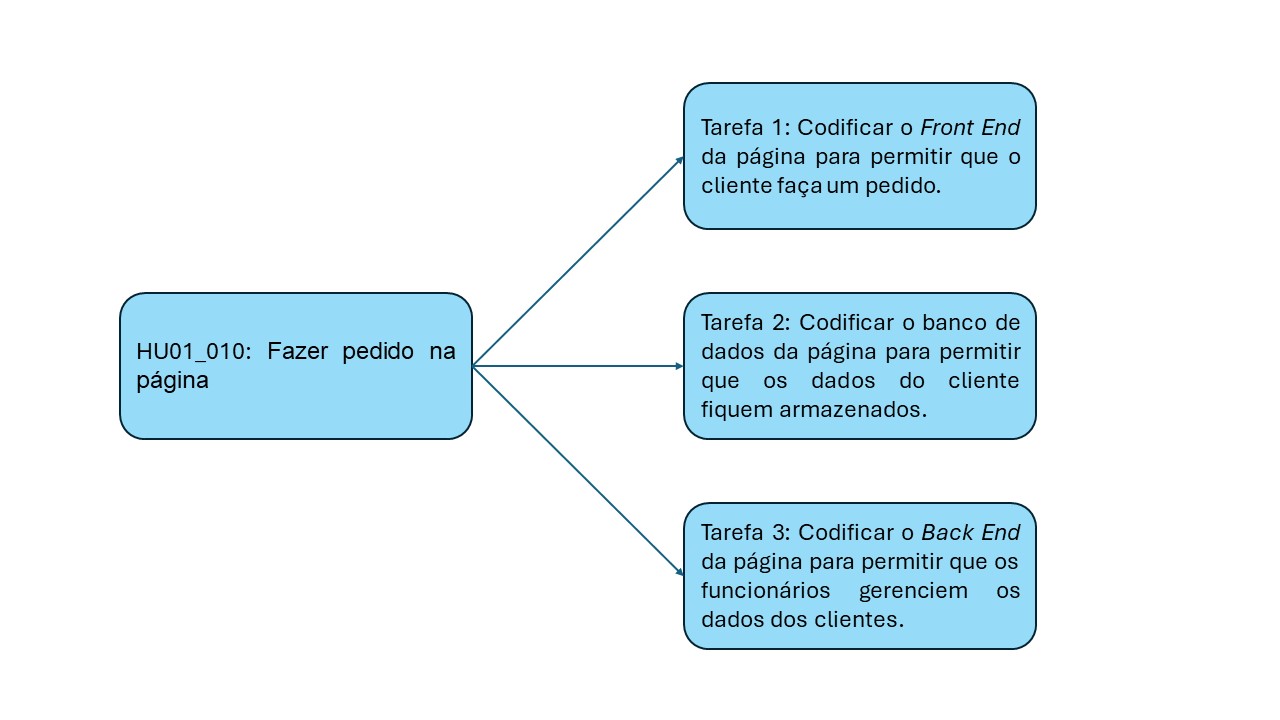 Tarefa 1: Codificar o Front End
da página para permitir que o
cliente faça um pedido.
HU01_010: Fazer pedido na
página
Tarefa 2: Codificar o banco de
dados da página para permitir
que os dados do cliente
fiquem armazenados.
Tarefa 3: Codificar o Back End
da página para permitir que os
funcionários gerenciem os
dados dos clientes.